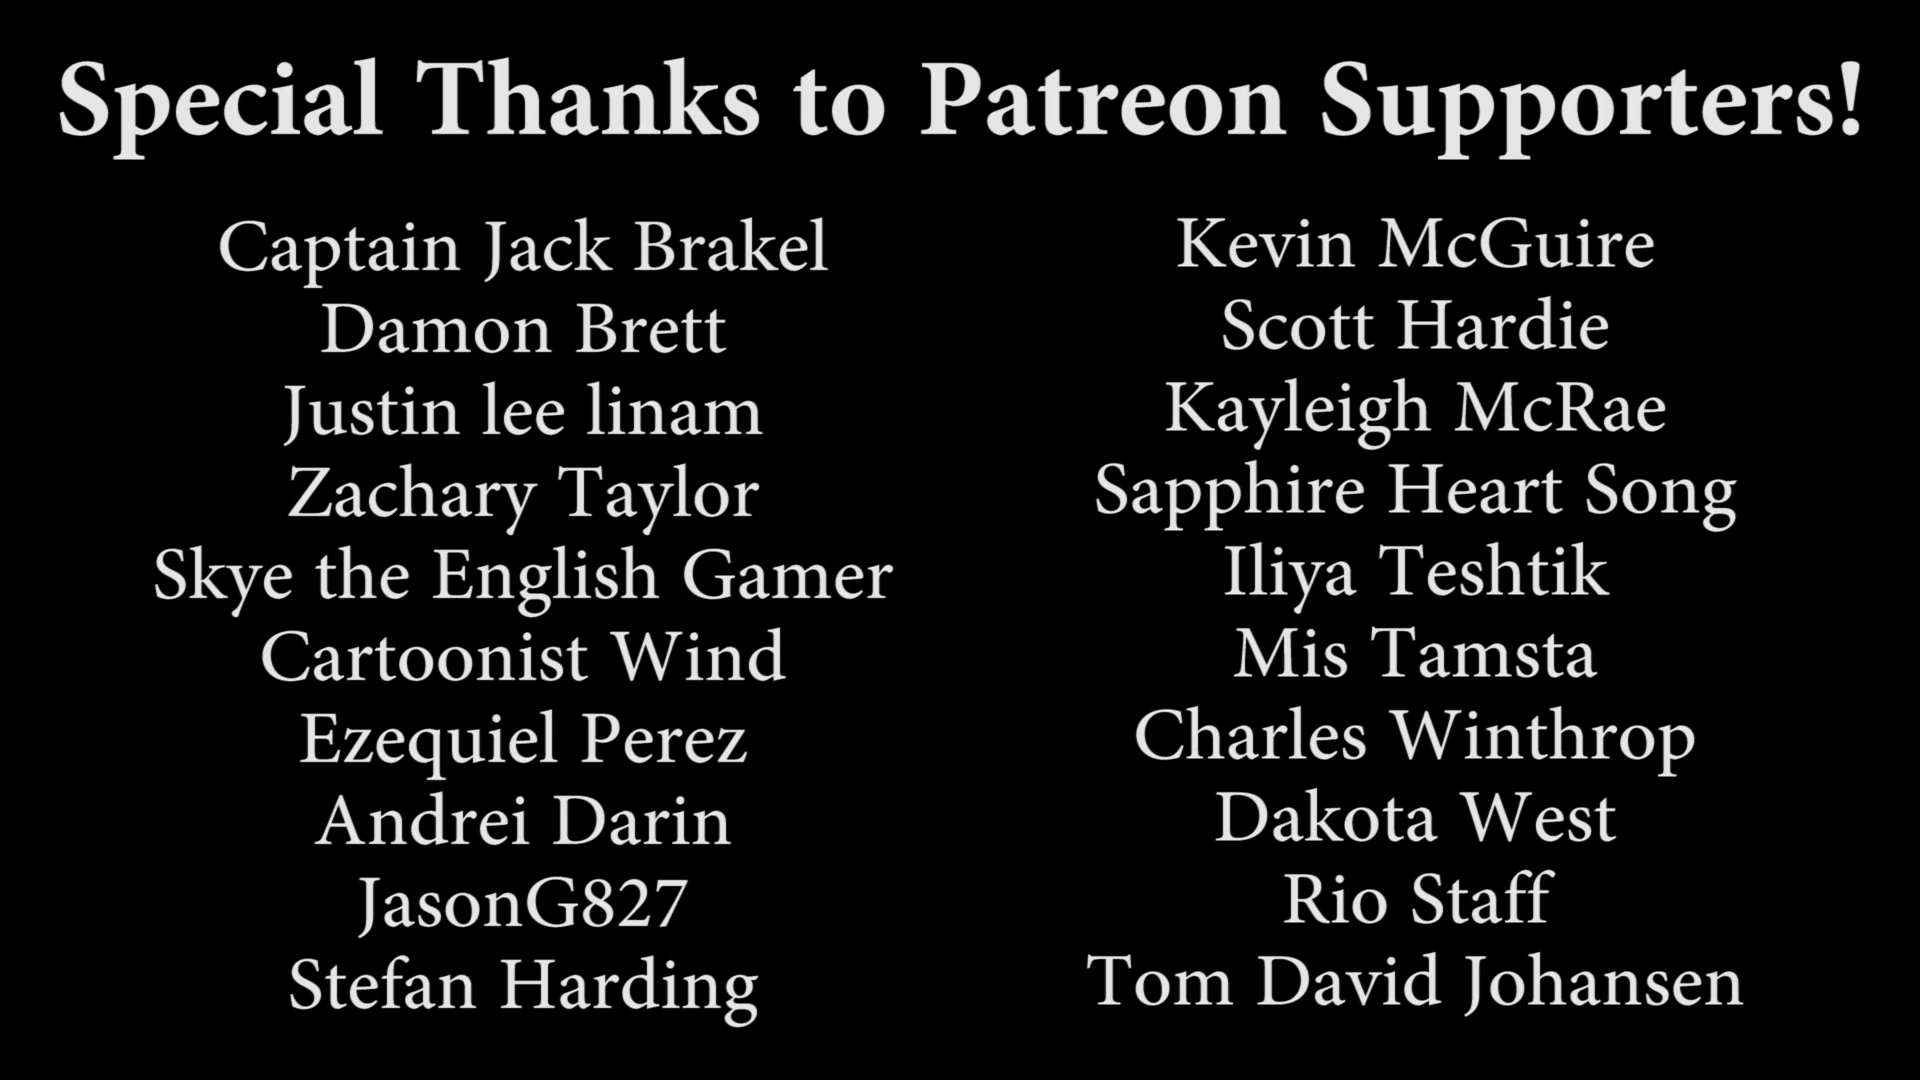 Special Thanks to Patreon Supporters!
Captain Jack Brakel
Damon Brett
Justin lee linam
Zachary Taylor
Skye the English Gamer
Cartoonist Wind
Ezequiel Perez
Andrei Darin
JasonG827
Stefan Harding
Kevin McGuire
Scott Hardie
Kayleigh McRae
Sapphire Heart Song
Iliya Teshtik
Mis Tamsta
Charles Winthrop
Dakota West
Rio Staff
Tom David Johansen